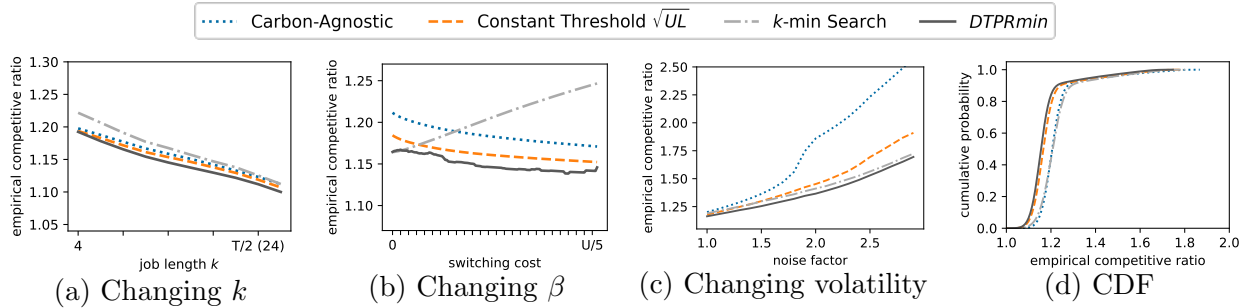 Carbon-Agnostic
Constant Threshold √UL
k-min Search
DTPRmin
empirical competitive ratio
1.30
1.25
1.20
1.15
1.10
1.05
4
T/2 (24)
job length k
(a) Changing k
empirical competitive ratio
1.25
1.20
1.15
1.10
0
U/5
switching cost
(b) Changing β
empirical competitive ratio
2.50
2.25
2.00
1.75
1.50
1.25
1.0
1.5
2.0
2.5
noise factor
(c) Changing volatility
cumulative probability
1.0
0.8
0.6
0.4
0.2
0.0
1.0
1.2
1.4
1.6
1.8
2.0
empirical competitive ratio
(d) CDF